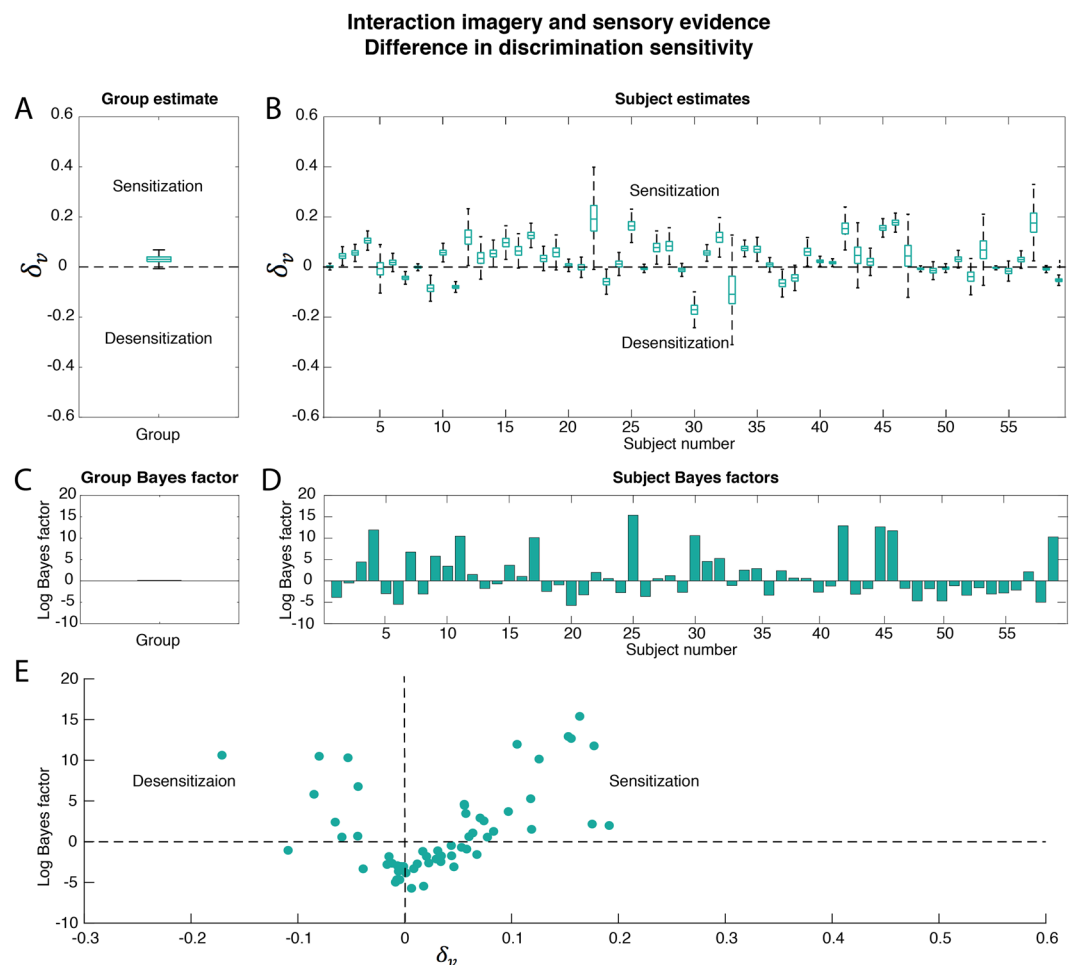 Interaction imagery and sensory evidence
Difference in discrimination sensitivity
A
Group estimate
0.6
0.4
0.2
0
-0.2
-0.4
-0.6
δv
Sensitization
Desensitization
Group
B
Subject estimates
0.6
0.4
0.2
0
-0.2
-0.4
-0.6
δv
Sensitization
Desensitization
5 10 15 20 25 30 35 40 45 50 55
Subject number
C
Group Bayes factor
20
15
10
5
0
-5
-10
Log Bayes factor
Group
D
Subject Bayes factors
20
15
10
5
0
-5
-10
Log Bayes factor
5 10 15 20 25 30 35 40 45 50 55
Subject number
E
20
15
10
5
0
-5
-10
Log Bayes factor
Desensitizaion
Sensitization
-0.3 -0.2 -0.1 0 0.1 0.2 0.3 0.4 0.5 0.6
δv